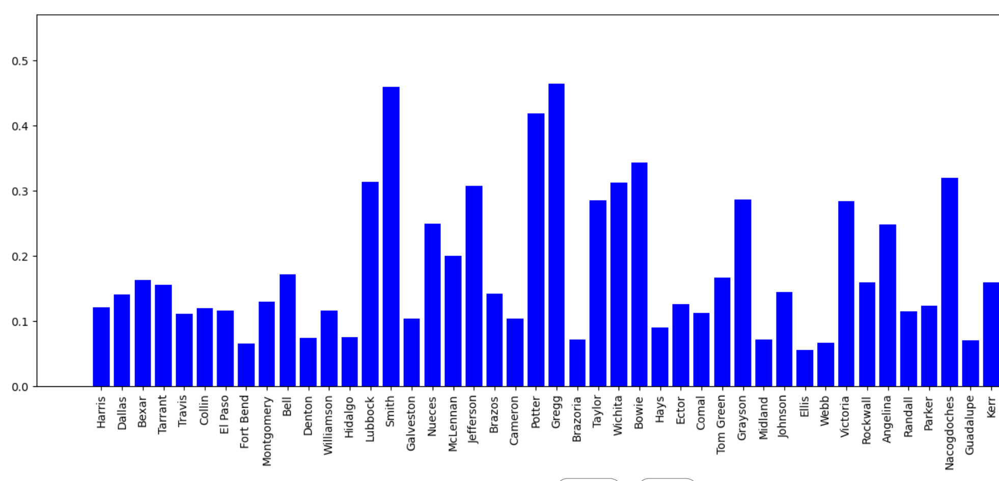 0.5
0.4
0.3
0.2
0.1
0.0
Harris
Dallas
Bexar
Tarrant
Travis
Collin
El Paso
Fort Bend
Montgomery
Bell
Denton
Williamson
Hidalgo
Lubbock
Smith
Galveston
Nueces
McLennan
Jefferson
Brazos
Cameron
Potter
Gregg
Brazoria
Taylor
Wichita
Bowie
Hays
Ector
Comal
Tom Green
Grayson
Midland
Johnson
Ellis
Webb
Victoria
Rockwall
Angelina
Randall
Parker
Nacogdoches
Guadalupe
Kerr